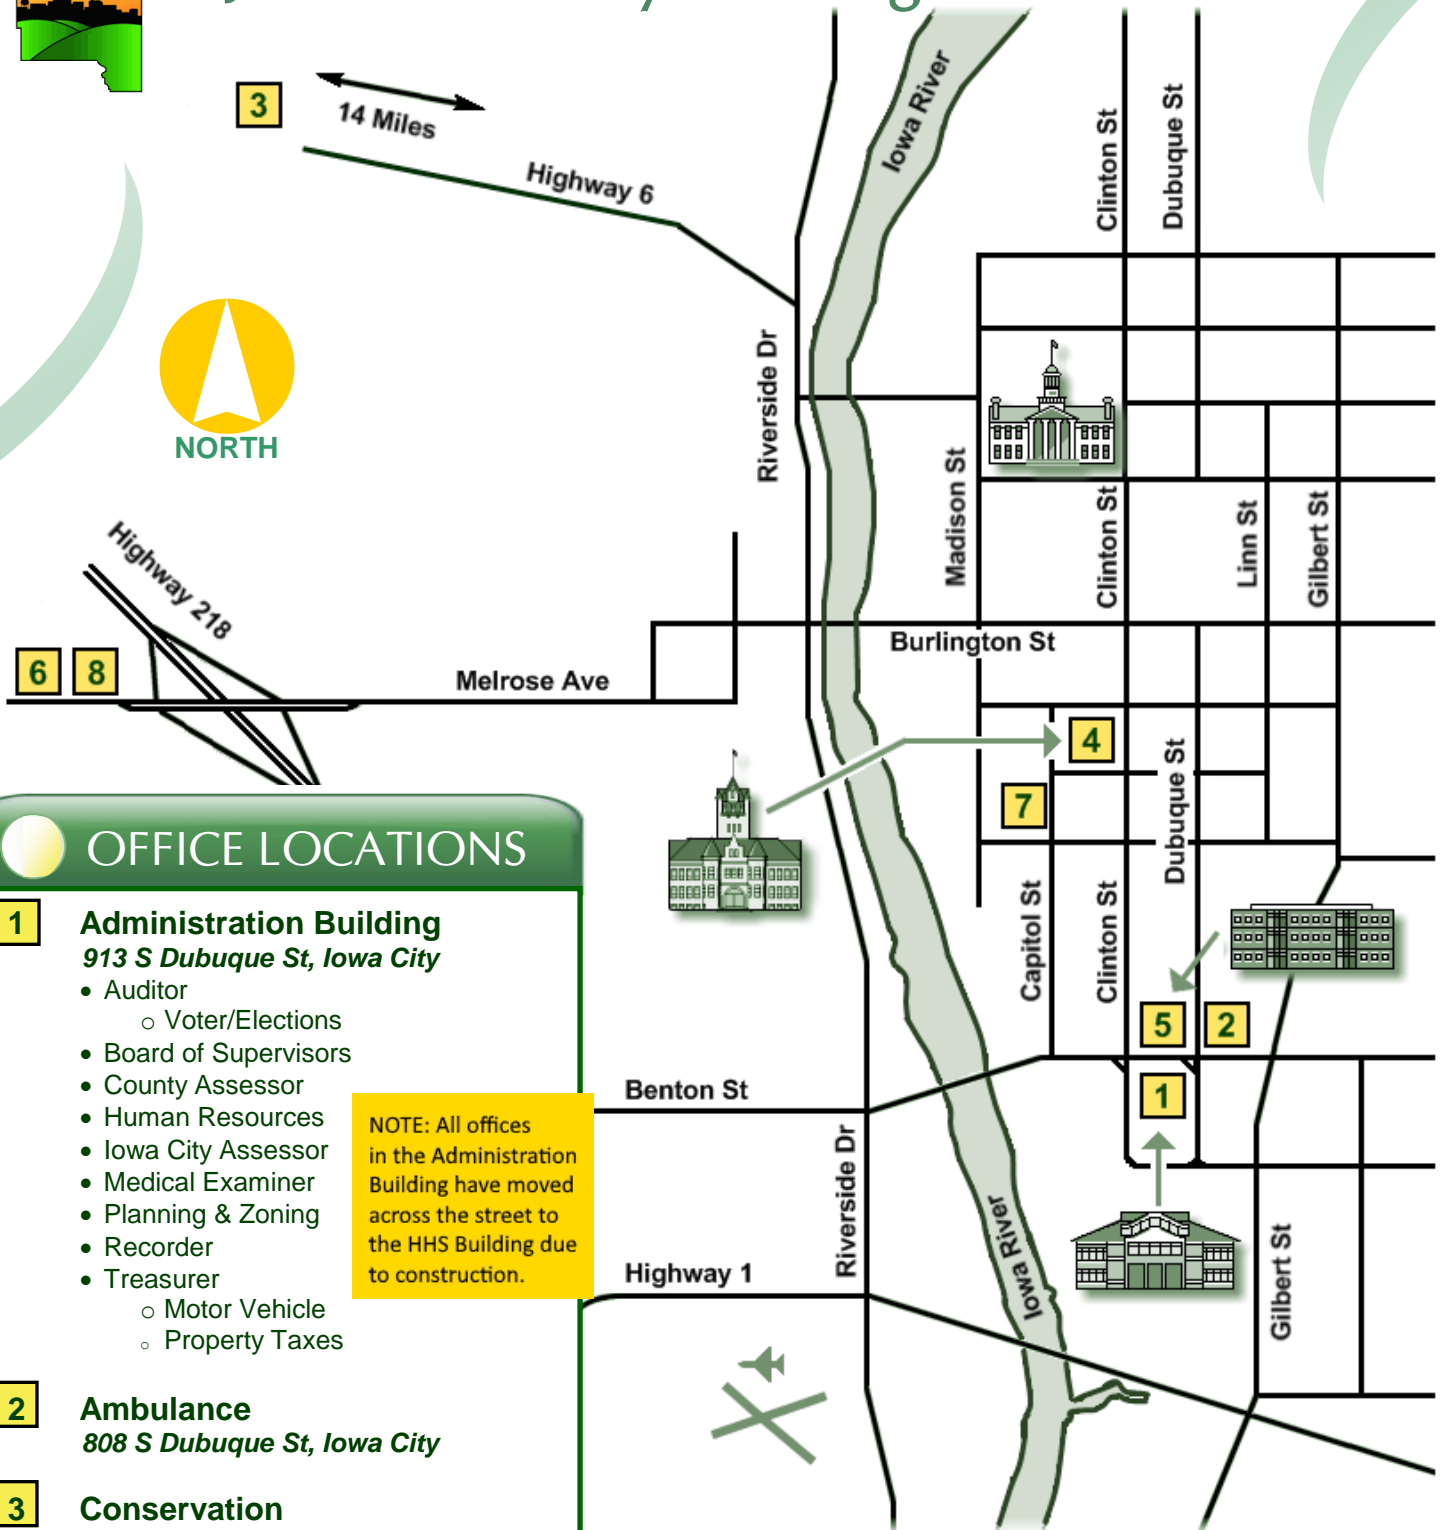 3
14 Miles
Highway 6
Iowa River
Clinton St
Dubuque St
NORTH
Riverside Dr
Madison St
Clinton St
Linn St
Gilbert St
Highway 218
6
8
Melrose Ave
Burlington St
4
7
Dubuque St
Capitol St
Clinton St
5
2
1
Benton St
Riverside Dr
Highway 1
Iowa River
Gilbert St
OFFICE LOCATIONS
1 Administration Building
913 S Dubuque St, Iowa City
• Auditor
o Voter/Elections
• Board of Supervisors
• County Assessor
• Human Resources
• Iowa City Assessor
• Medical Examiner
• Planning & Zoning
• Recorder
• Treasurer
o Motor Vehicle
o Property Taxes
NOTE: All offices
in the Administration
Building have moved
across the street to
the HHS Building due
to construction.
2 Ambulance
808 S Dubuque St, Iowa City
3 Conservation